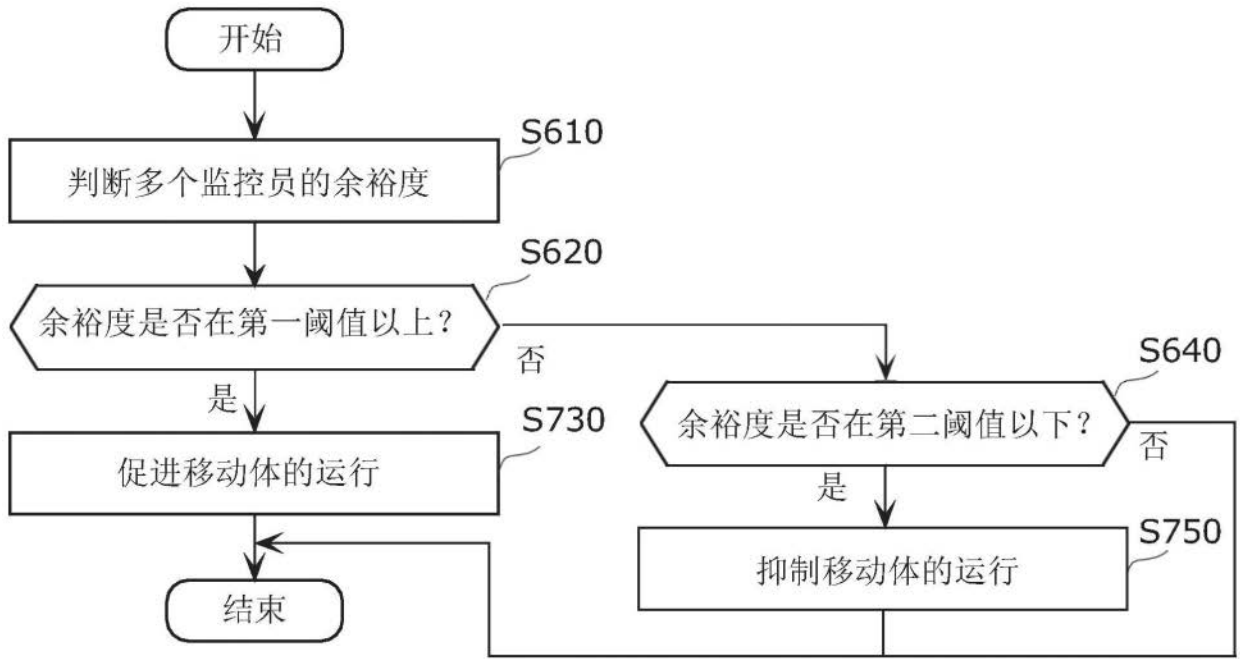 开始
S610
判断多个监控员的余裕度
S620
余裕度是否在第一阈值以上？
否
是
S640
余裕度是否在第二阈值以下？
否
是
S730
促进移动体的运行
S750
抑制移动体的运行
结束